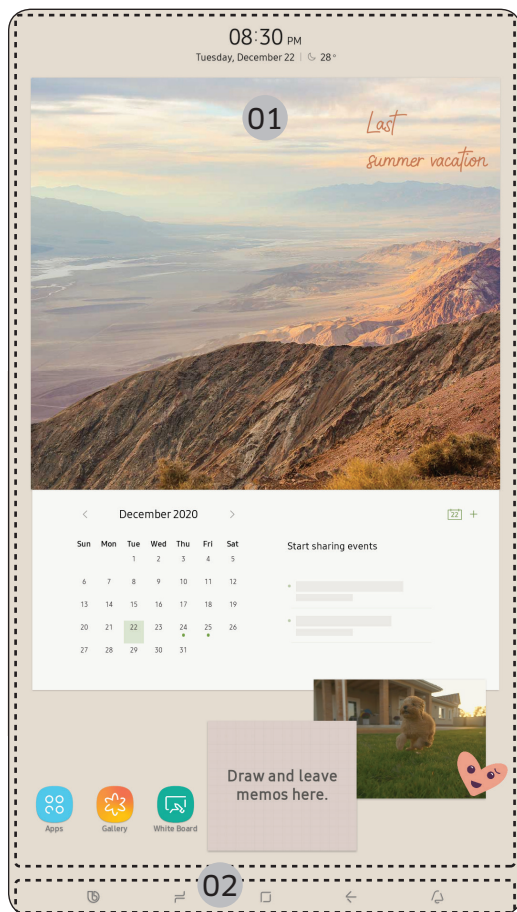 08:30 PM
Tuesday, December 22 28°
01
Last
summer vacation
December 2020
22 +
Sun Mon Tue Wed Thu Fri Sat
1 2 3 4 5
6 7 8 9 10 11 12
13 14 15 16 17 18 19
20 21 22 23 24 25 26
27 28 29 30 31
Start sharing events
Draw and leave
memos here.
Apps
Gallery
White Board
02